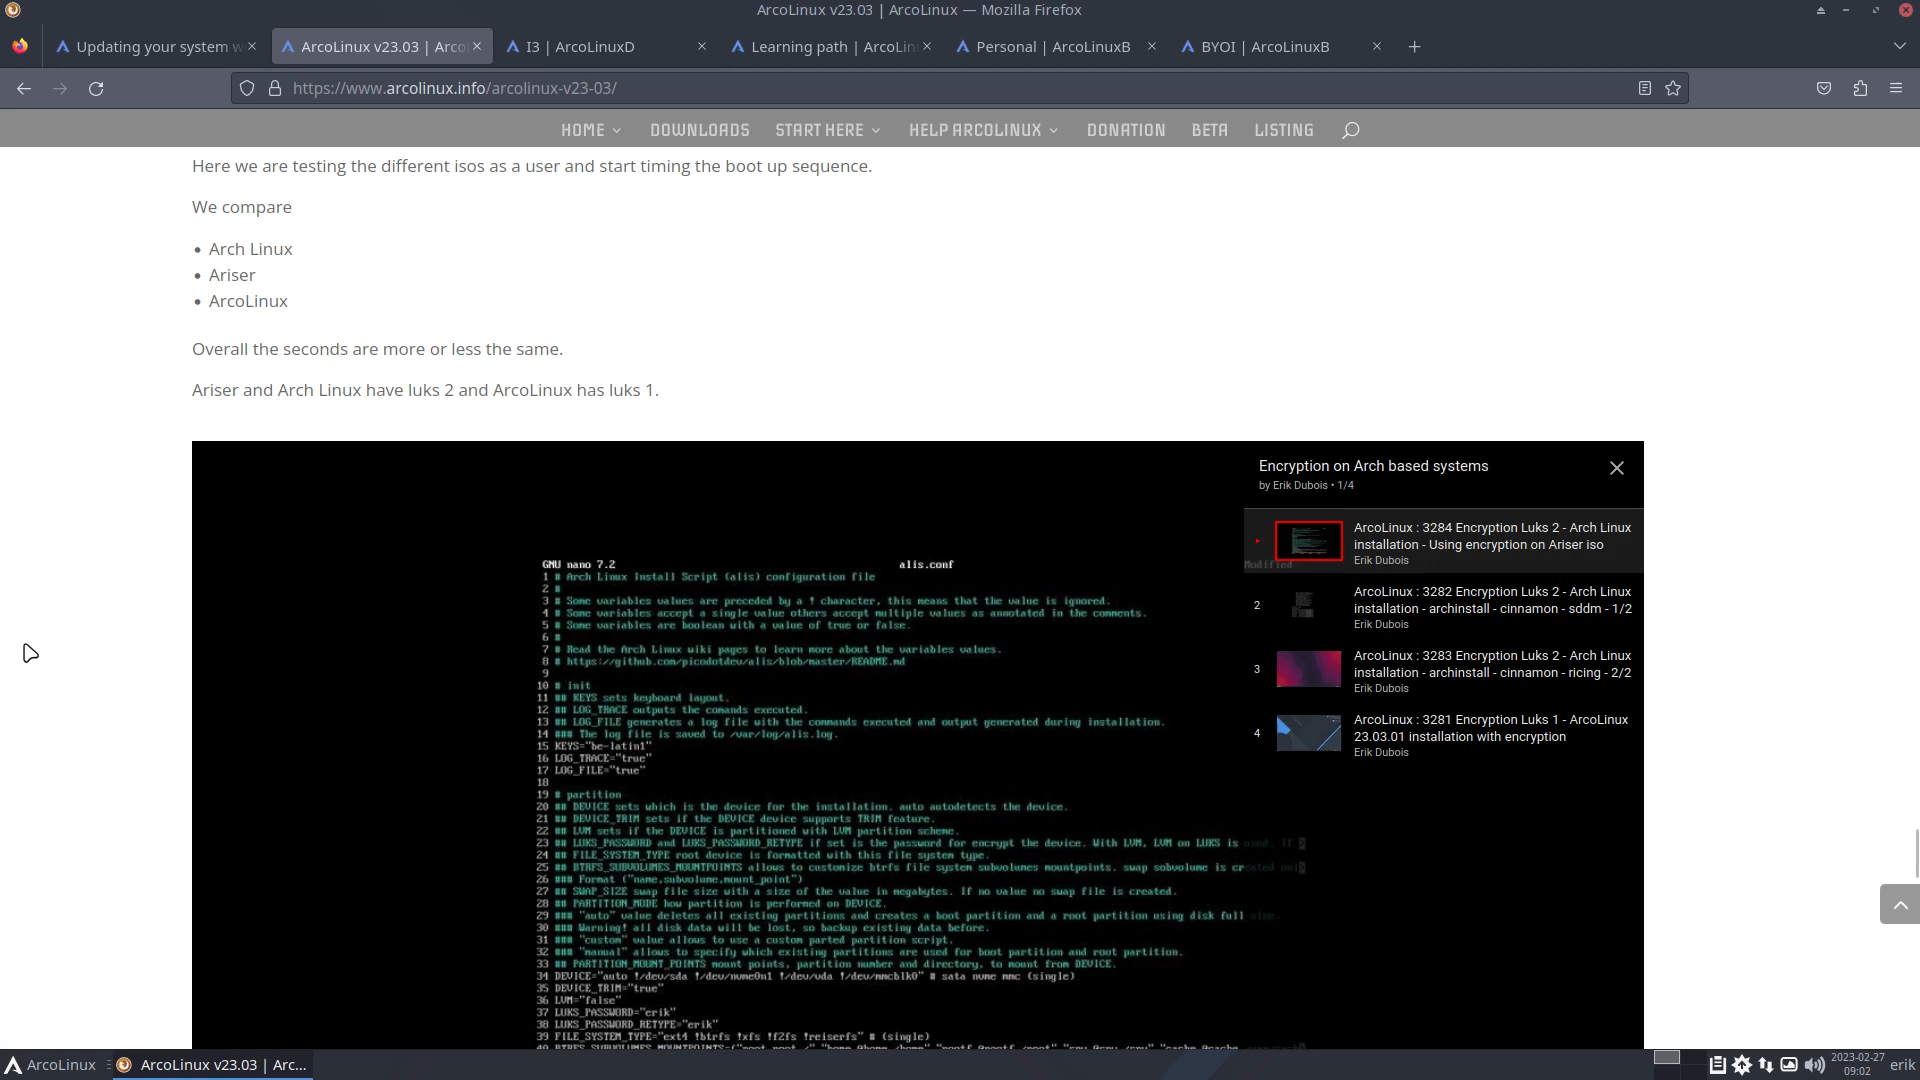 ArcoLinux v23.03 | ArcoLinux — Mozilla Firefox
Updating your system w
ArcoLinux v23.03 | Arco
I3 | ArcoLinuxD
Learning path | ArcoLin
Personal | ArcoLinuxB
BYOI | ArcoLinuxB
https://www.arcolinux.info/arcolinux-v23-03/
HOME
DOWNLOADS
START HERE
HELP ARCOLINUX
DONATION
BETA
LISTING
Here we are testing the different isos as a user and start timing the boot up sequence.
We compare
• Arch Linux
• Ariser
• ArcoLinux
Overall the seconds are more or less the same.
Ariser and Arch Linux have luks 2 and ArcoLinux has luks 1.
Encryption on Arch based systems
by Erik Dubois • 1/4
ArcoLinux : 3284 Encryption Luks 2 - Arch Linux
installation - Using encryption on Ariser iso
Erik Dubois
2
ArcoLinux : 3282 Encryption Luks 2 - Arch Linux
installation - archinstall - cinnamon - sddm - 1/2
Erik Dubois
3
ArcoLinux : 3283 Encryption Luks 2 - Arch Linux
installation - archinstall - cinnamon - ricing - 2/2
Erik Dubois
4
ArcoLinux : 3281 Encryption Luks 1 - ArcoLinux
23.03.01 installation with encryption
Erik Dubois
GNU nano 7.2 alis.conf Modified
1 # Arch Linux Install Script (alis) configuration file
2 #
3 # Some variables values are preceded by a ! character, this means that the value is ignored.
4 # Some variables accept a single value others accept multiple values as annotated in the comments.
5 # Some variables are boolean with a value of true or false.
6 #
7 # Read the Arch Linux wiki pages to learn more about the variables values.
8 # https://github.com/picodotdev/alis/blob/master/README.md
9
10 # init
11 ## KEYS sets keyboard layout.
12 ## LOG_TRACE outputs the comands executed.
13 ## LOG_FILE generates a log file with the commands executed and output generated during installation.
14 ### The log file is saved to /var/log/alis.log.
15 KEYS="be-latin1"
16 LOG_TRACE="true"
17 LOG_FILE="true"
18
19 # partition
20 ## DEVICE sets which is the device for the installation, auto autodetects the device.
21 ## DEVICE_TRIM sets if the DEVICE device supports TRIM feature.
22 ## LVM sets if the DEVICE is partitioned with LVM partition scheme.
23 ## LUKS_PASSWORD and LUKS_PASSWORD_RETYPE if set is the password for encrypt the device. With LVM, LVM on LUKS is used. If >
24 ## FILE_SYSTEM_TYPE root device is formatted with this file system type.
25 ## BTRFS_SUBVOLUMES_MOUNTPOINTS allows to customize btrfs file system subvolumes mountpoints. swap sobvolume is created onl>
26 ### Format ("name,subvolume,mount_point")
27 ## SWAP_SIZE swap file size with a size of the value in megabytes. If no value no swap file is created.
28 ## PARTITION_MODE how partition is performed on DEVICE.
29 ### "auto" value deletes all existing partitions and creates a boot partition and a root partition using disk full size.
30 ### Warning! all disk data will be lost, so backup existing data before.
31 ### "custom" value allows to use a custom parted partition script.
32 ### "manual" allows to specify which existing partitions are used for boot partition and root partition.
33 ## PARTITION_MOUNT_POINTS mount points, partition number and directory, to mount from DEVICE.
34 DEVICE="auto !/dev/sda !/dev/nvme0n1 !/dev/vda !/dev/mmcblk0" # sata nvme mmc (single)
35 DEVICE_TRIM="true"
36 LVM="false"
37 LUKS_PASSWORD="erik"
38 LUKS_PASSWORD_RETYPE="erik"
39 FILE_SYSTEM_TYPE="ext4 !btrfs !xfs !f2fs !reiserfs" # (single)
ArcoLinux
ArcoLinux v23.03 | Arc...
2023-02-27
09:02
erik